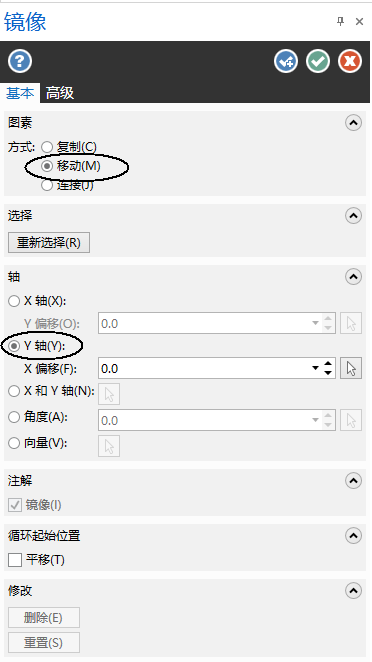 镜像
基本 高级
图素
方式: 复制(C)
移动(M)
连接(J)
选择
重新选择(R)
轴
X 轴(X):
Y 偏移(O): 0.0
Y 轴(Y):
X 偏移(F): 0.0
X 和 Y 轴(N):
角度(A): 0.0
向量(V):
注解
镜像(I)
循环起始位置
平移(T)
修改
删除(E)
重置(S)